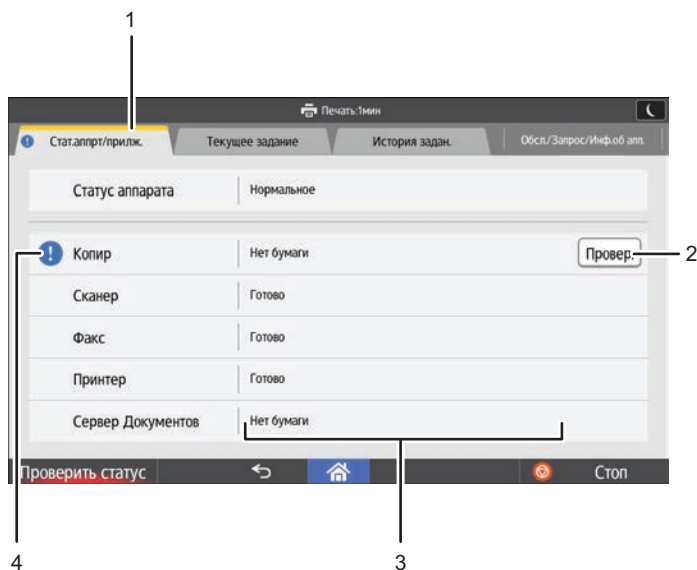 1
Печать:1мин
Стат.аппрт/прилж.
Текущее задание
История задан.
Обсл./Запрос/Инф.об апп.
Статус аппарата
Нормальное
Копир
Нет бумаги
Провер.
2
Сканер
Готово
Факс
Готово
Принтер
Готово
Сервер Документов
Нет бумаги
Проверить статус
Стоп
4
3